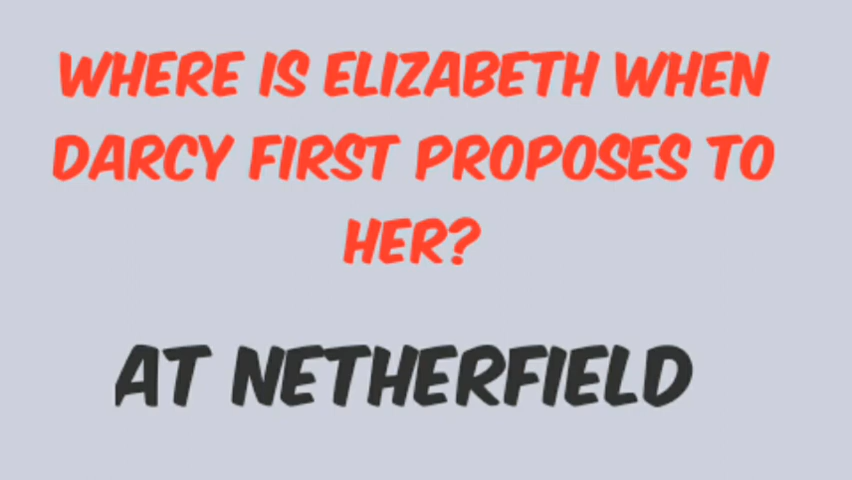 WHERE IS ELIZABETH WHEN
DARCY FIRST PROPOSES TO
HER?
AT NETHERFIELD